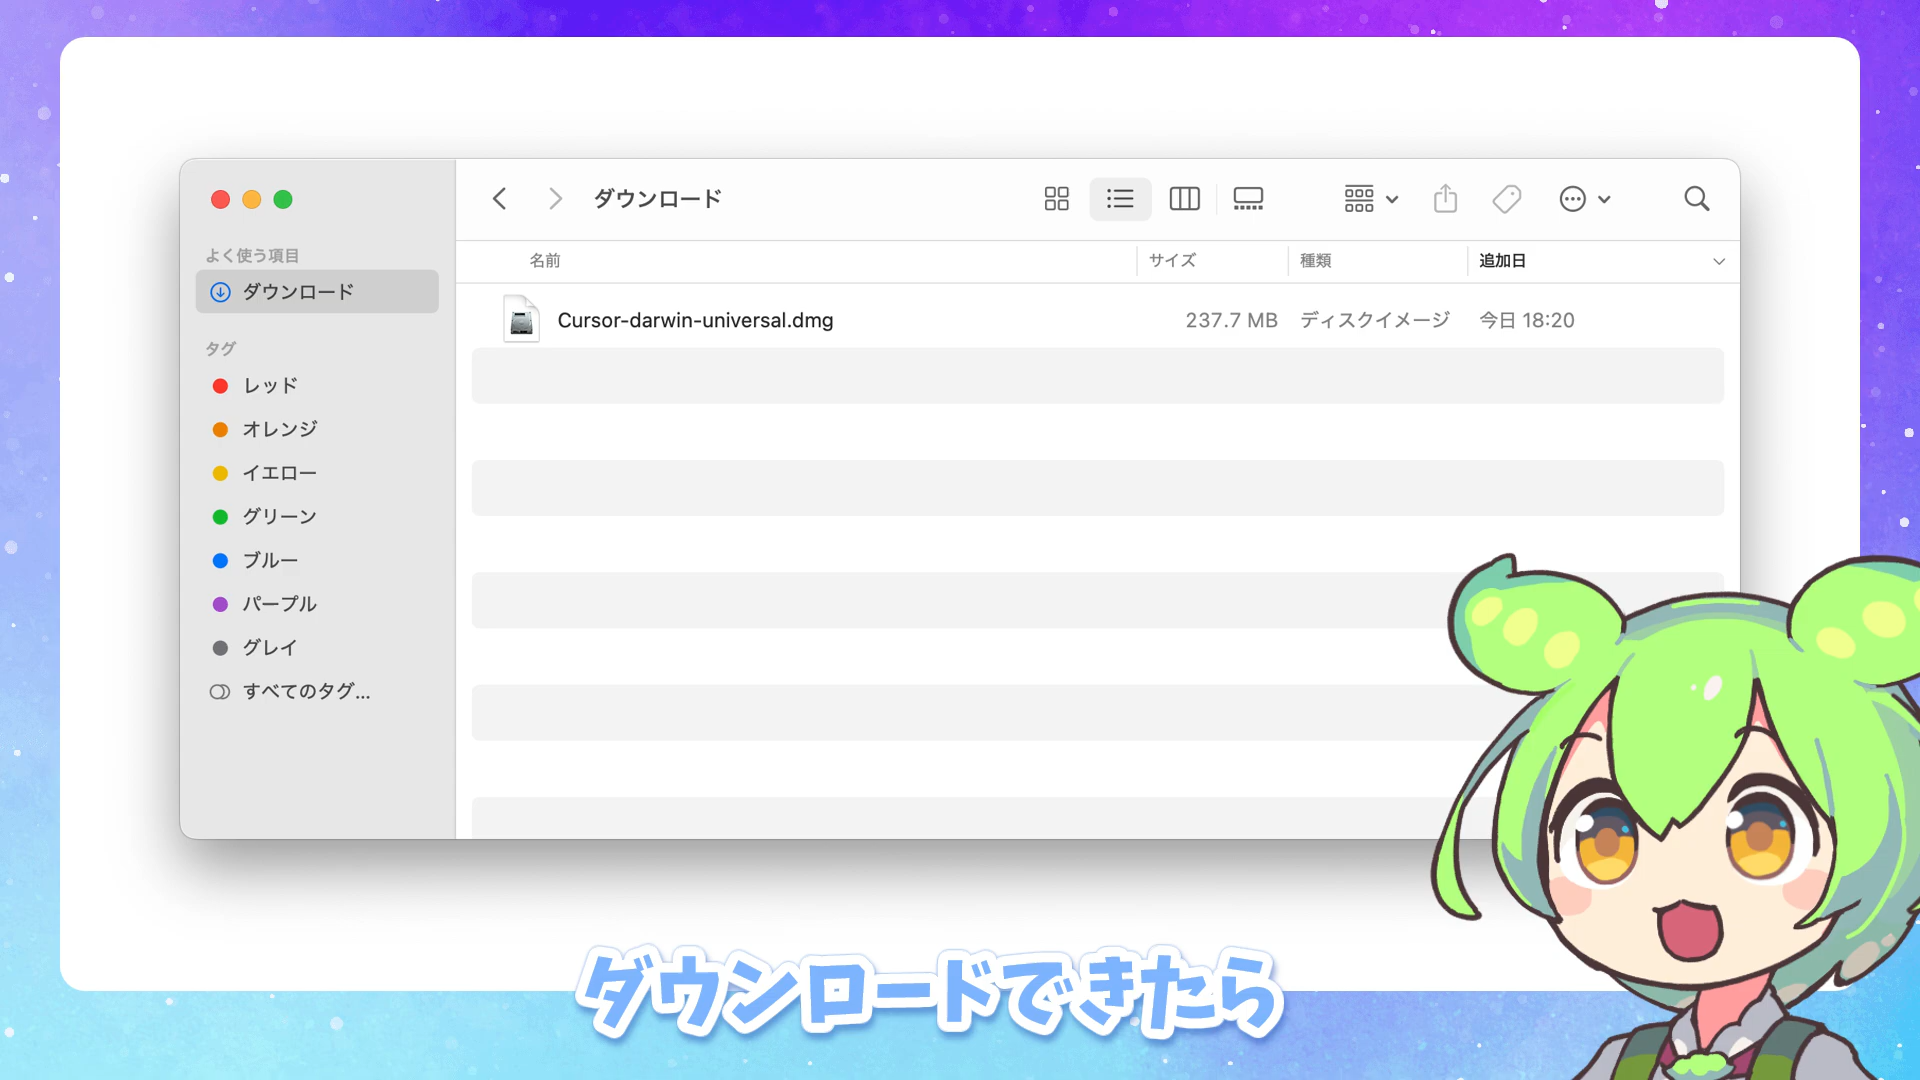 ダウンロード
よく使う項目
ダウンロード
タグ
レッド
オレンジ
イエロー
グリーン
ブルー
パープル
グレイ
すべてのタグ...
名前 サイズ 種類 追加日
Cursor-darwin-universal.dmg 237.7 MB ディスクイメージ 今日 18:20
ダウンロードできたら